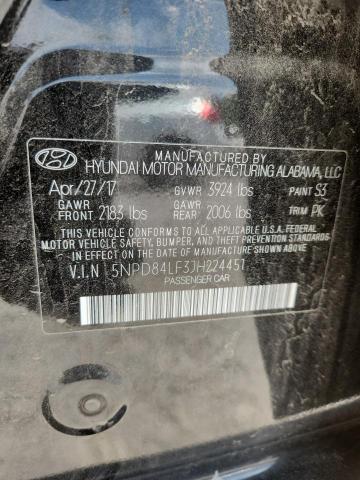 MANUFACTURED BY
HYUNDAI MOTOR MANUFACTURING ALABAMA, LLC
Apr/27/17 GVWR 3924 lbs PAINT S3
GAWR FRONT 2183 lbs GAWR REAR 2006 lbs TRIM PK
THIS VEHICLE CONFORMS TO ALL APPLICABLE U.S.A. FEDERAL
MOTOR VEHICLE SAFETY, BUMPER, AND THEFT PREVENTION STANDARDS
IN EFFECT ON THE DATE OF MANUFACTURE SHOWN ABOVE.
V.I.N 5NPD84LF3JH224451
PASSENGER CAR